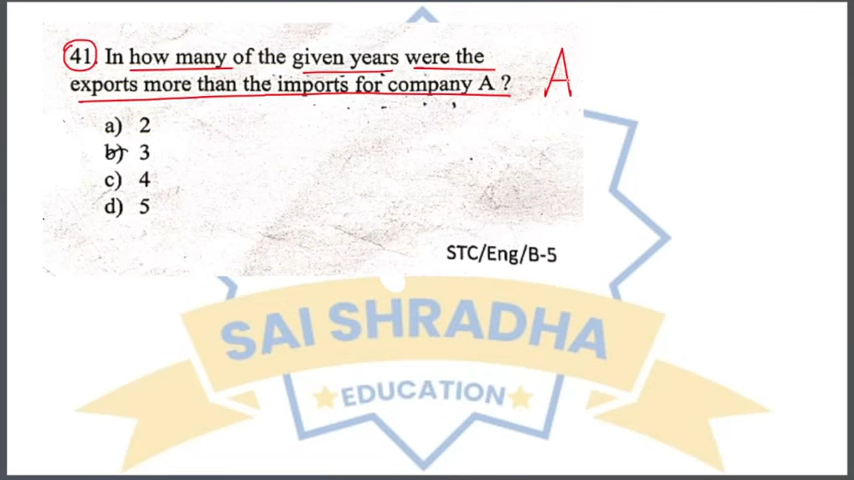 41. In how many of the given years were the
exports more than the imports for company A ?
A
a) 2
b) 3
c) 4
d) 5
STC/Eng/B-5
SAI SHRADHA
EDUCATION